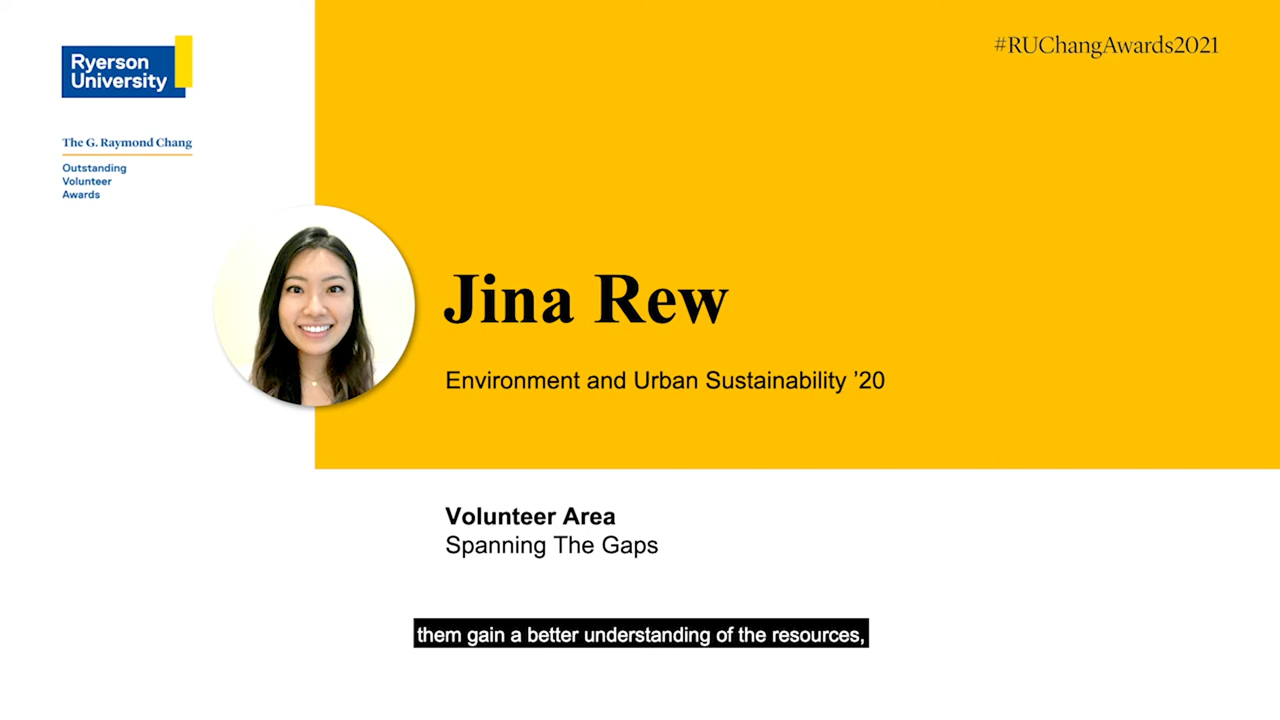 Ryerson
University
#RUChangAwards2021
The G. Raymond Chang
Outstanding
Volunteer
Awards
Jina Rew
Environment and Urban Sustainability ’20
Volunteer Area
Spanning The Gaps
them gain a better understanding of the resources,